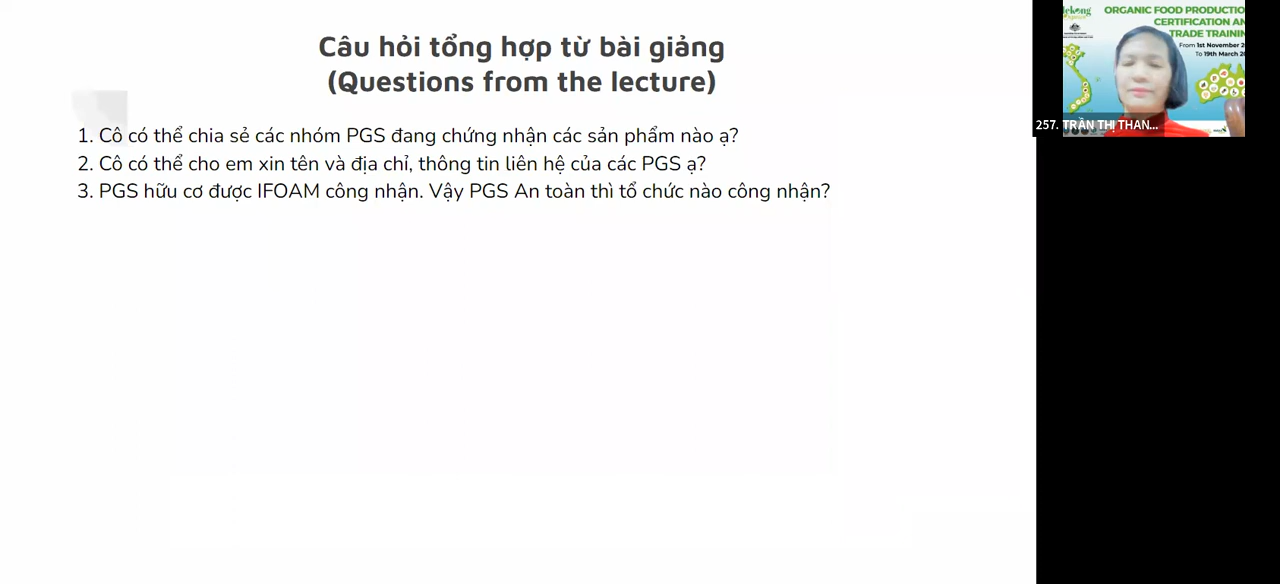 Câu hỏi tổng hợp từ bài giảng
(Questions from the lecture)
1. Cô có thể chia sẻ các nhóm PGS đang chứng nhận các sản phẩm nào ạ?
2. Cô có thể cho em xin tên và địa chỉ, thông tin liên hệ của các PGS ạ?
3. PGS hữu cơ được IFOAM công nhận. Vậy PGS An toàn thì tổ chức nào công nhận?
ORGANIC FOOD PRODUCTIO
CERTIFICATION AN
TRADE TRAININ
From 1st November 2
To 19th March 20
257. TRẦN THỊ THAN...